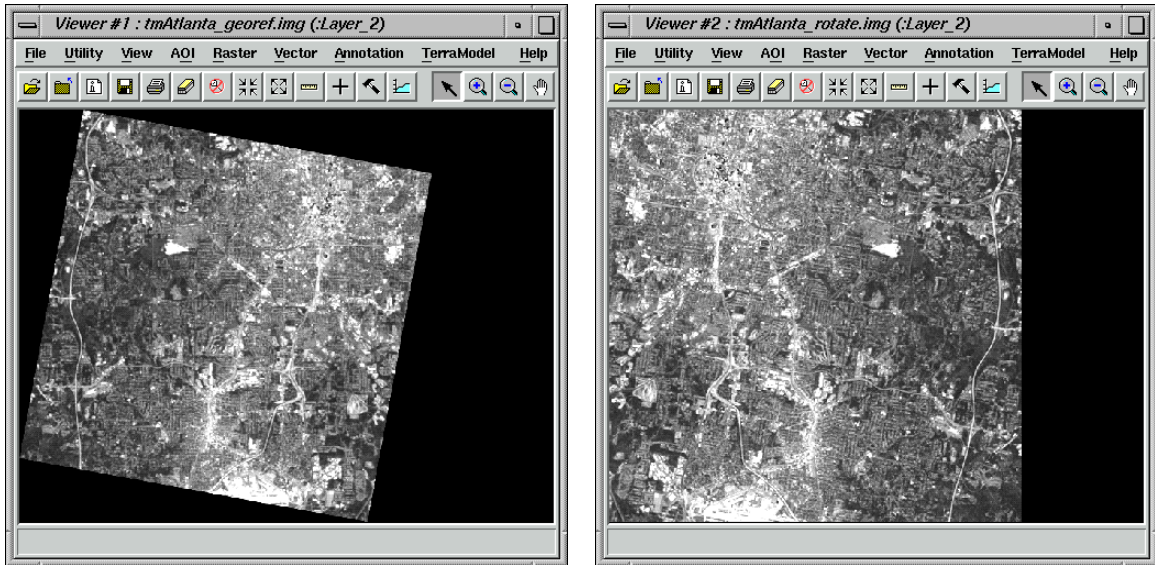 Viewer #1 : tmAtlanta_georef.img (:Layer_2)
File Utility View AOI Raster Vector Annotation TerraModel Help
Viewer #2 : tmAtlanta_rotate.img (:Layer_2)
File Utility View AOI Raster Vector Annotation TerraModel Help